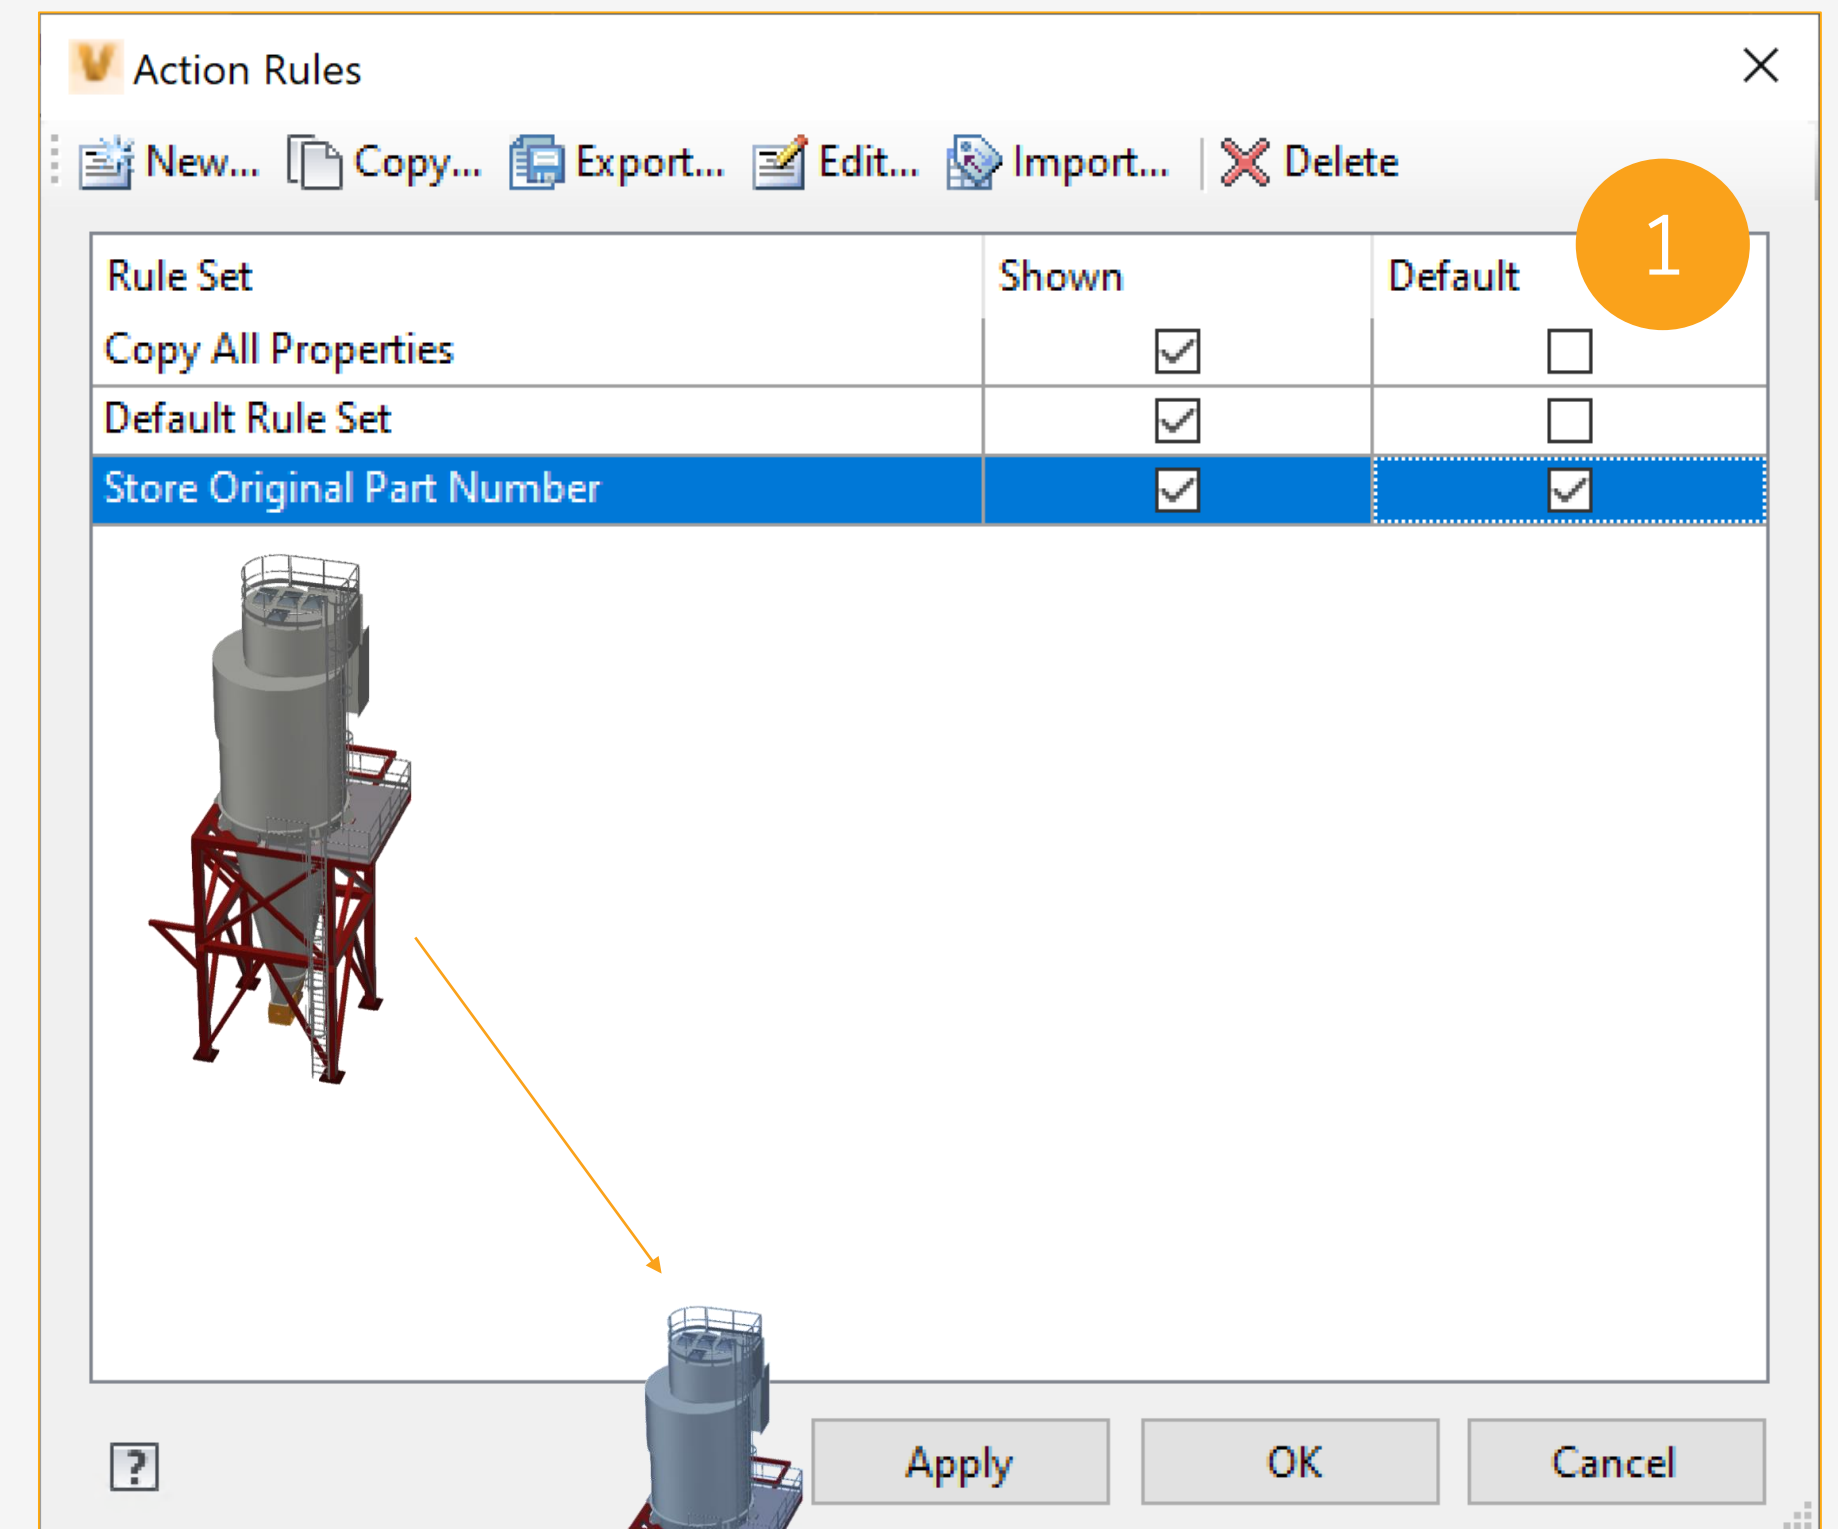 Action Rules
New... Copy... Export... Edit... Import... Delete
1
Rule Set Shown Default
Copy All Properties
Default Rule Set
Store Original Part Number
? Apply OK Cancel